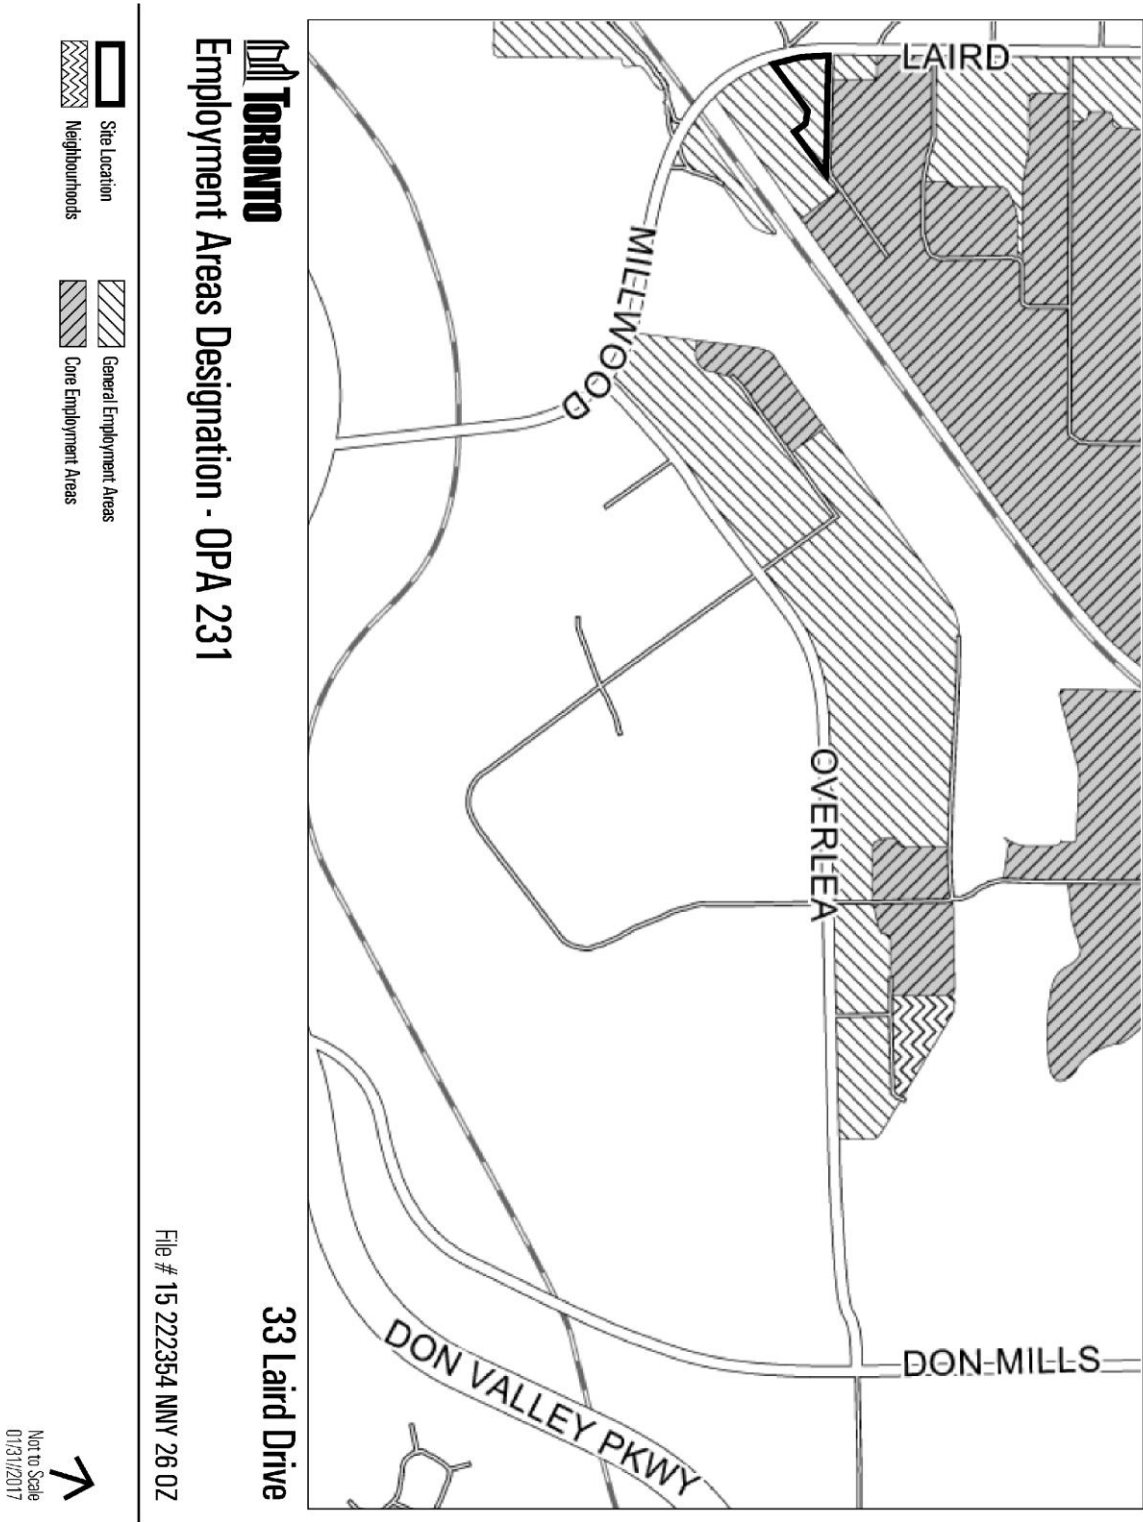 LAIRD
MILLWOOD
OVERLEA
DON MILLS
DON VALLEY PKWY
TORONTO
Employment Areas Designation - OPA 231
33 Laird Drive
File # 15 222354 NNY 26 OZ
Site Location
Neighbourhoods
General Employment Areas
Core Employment Areas
Not to Scale
01/31//2017